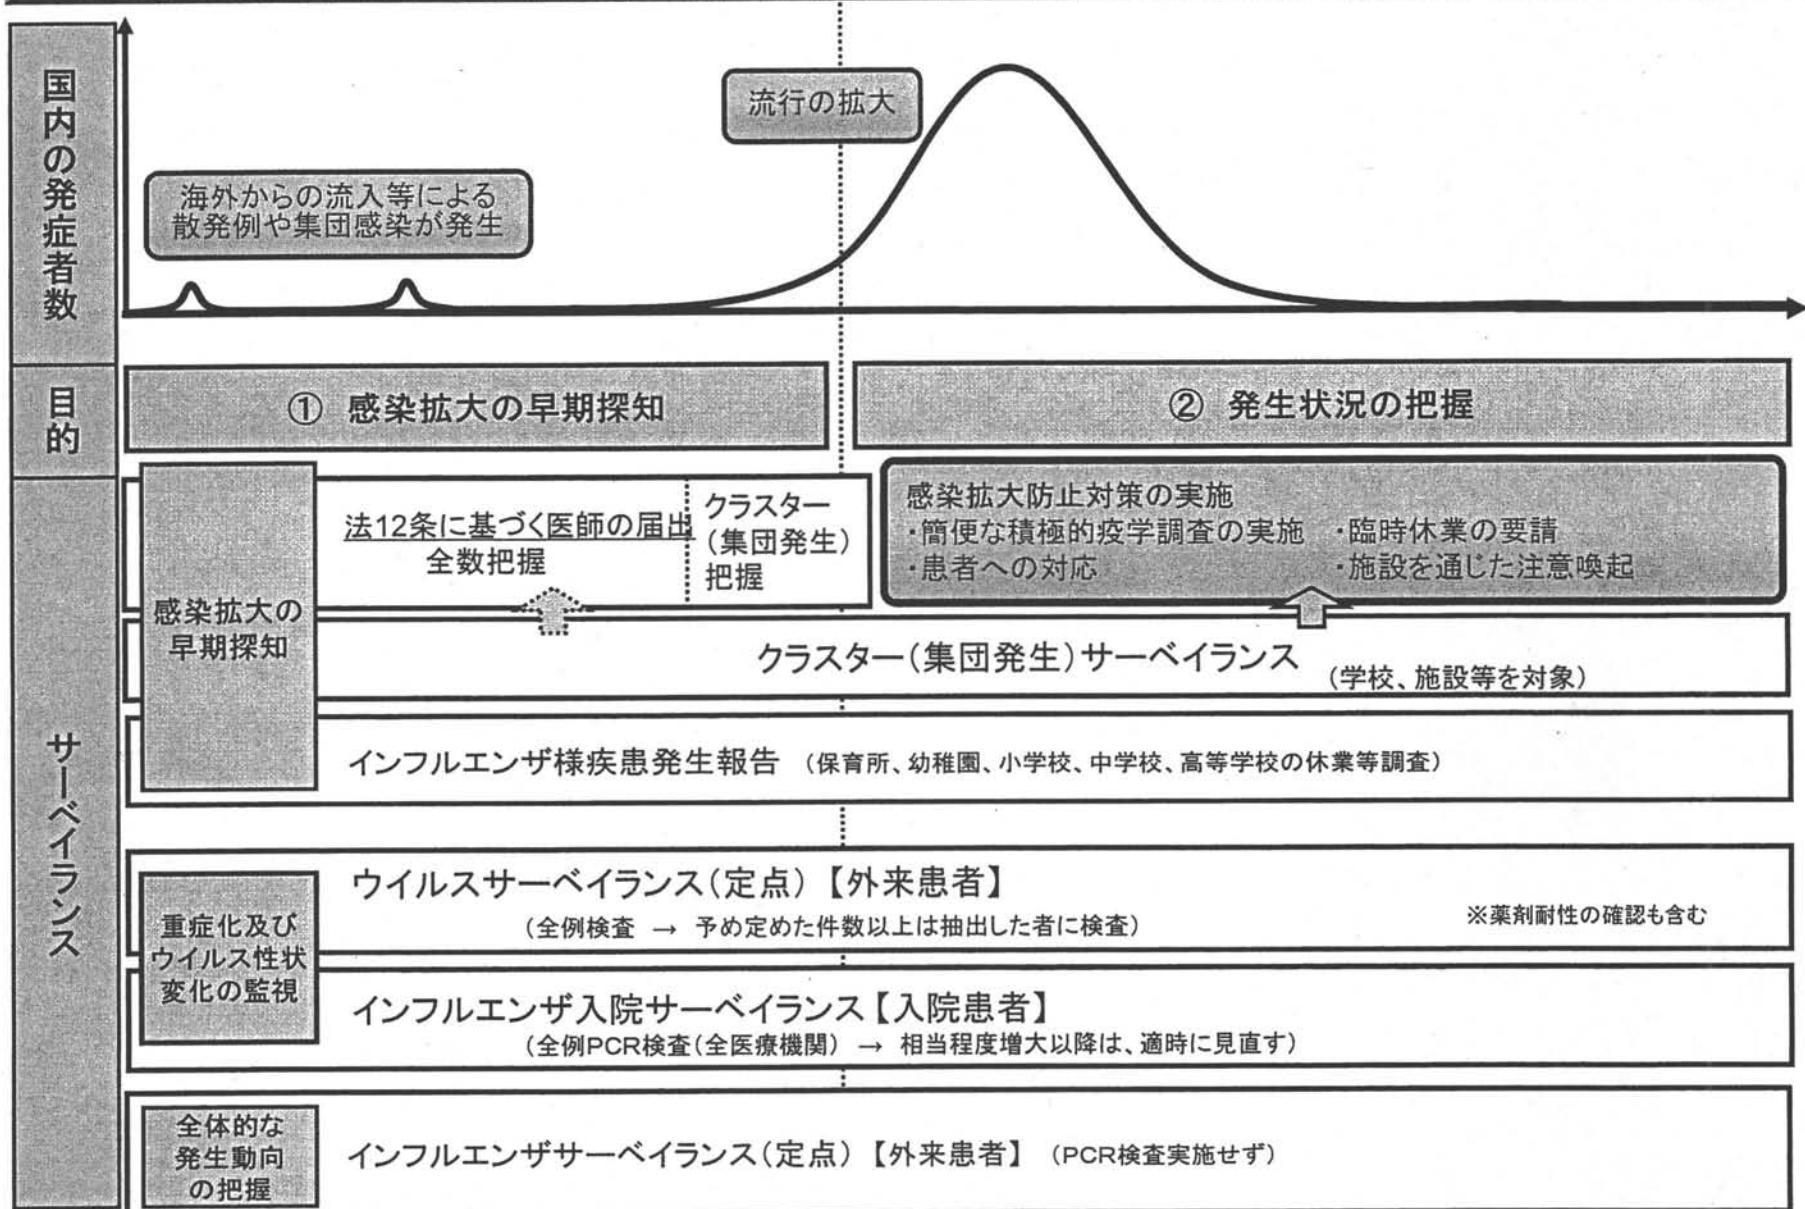 国内の発症者数
流行の拡大
海外からの流入等による
散発例や集団感染が発生
目的
① 感染拡大の早期探知
② 発生状況の把握
サーベイランス
感染拡大の
早期探知
法12条に基づく医師の届出
全数把握
クラスター
(集団発生)
把握
感染拡大防止対策の実施
・簡便な積極的疫学調査の実施 ・臨時休業の要請
・患者への対応 ・施設を通じた注意喚起
クラスター(集団発生)サーベイランス (学校、施設等を対象)
インフルエンザ様疾患発生報告 (保育所、幼稚園、小学校、中学校、高等学校の休業等調査)
重症化及び
ウイルス性状
変化の監視
ウイルスサーベイランス(定点)【外来患者】
(全例検査 → 予め定めた件数以上は抽出した者に検査) ※薬剤耐性の確認も含む
インフルエンザ入院サーベイランス【入院患者】
(全例PCR検査(全医療機関) → 相当程度増大以降は、適時に見直す)
全体的な
発生動向
の把握
インフルエンザサーベイランス(定点)【外来患者】 (PCR検査実施せず)